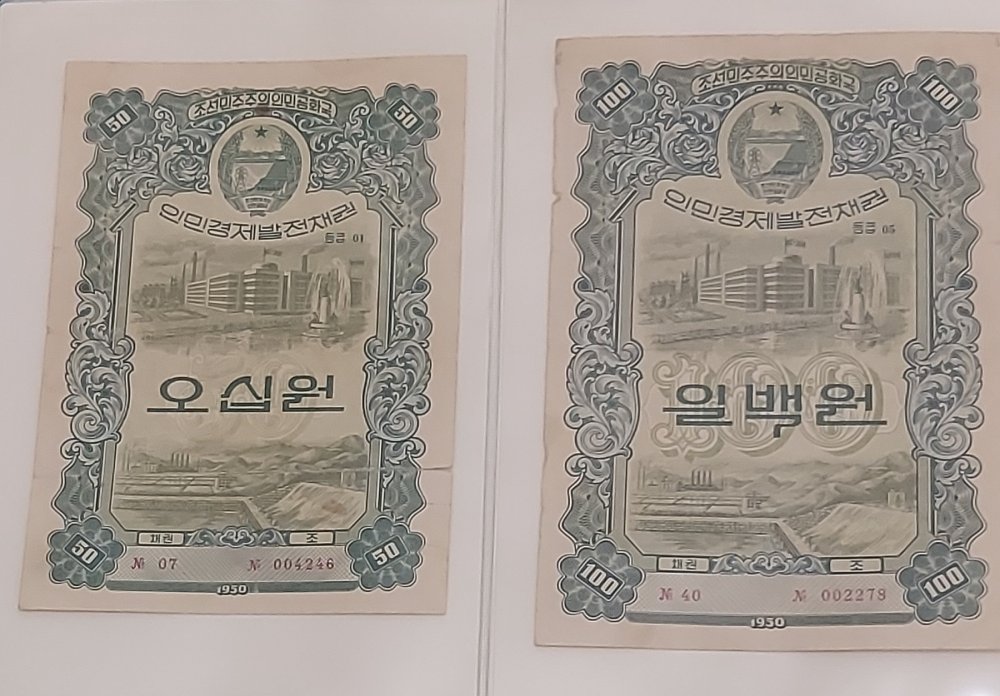 50
조선민주주의인민공화국
50
인민경제발전채권
등급 01
오십원
50
채권
조
50
№ 07
№ 004246
1950
100
조선민주주의인민공화국
100
인민경제발전채권
등급 05
100
일백원
100
채권
조
100
№ 40
№ 002278
1950